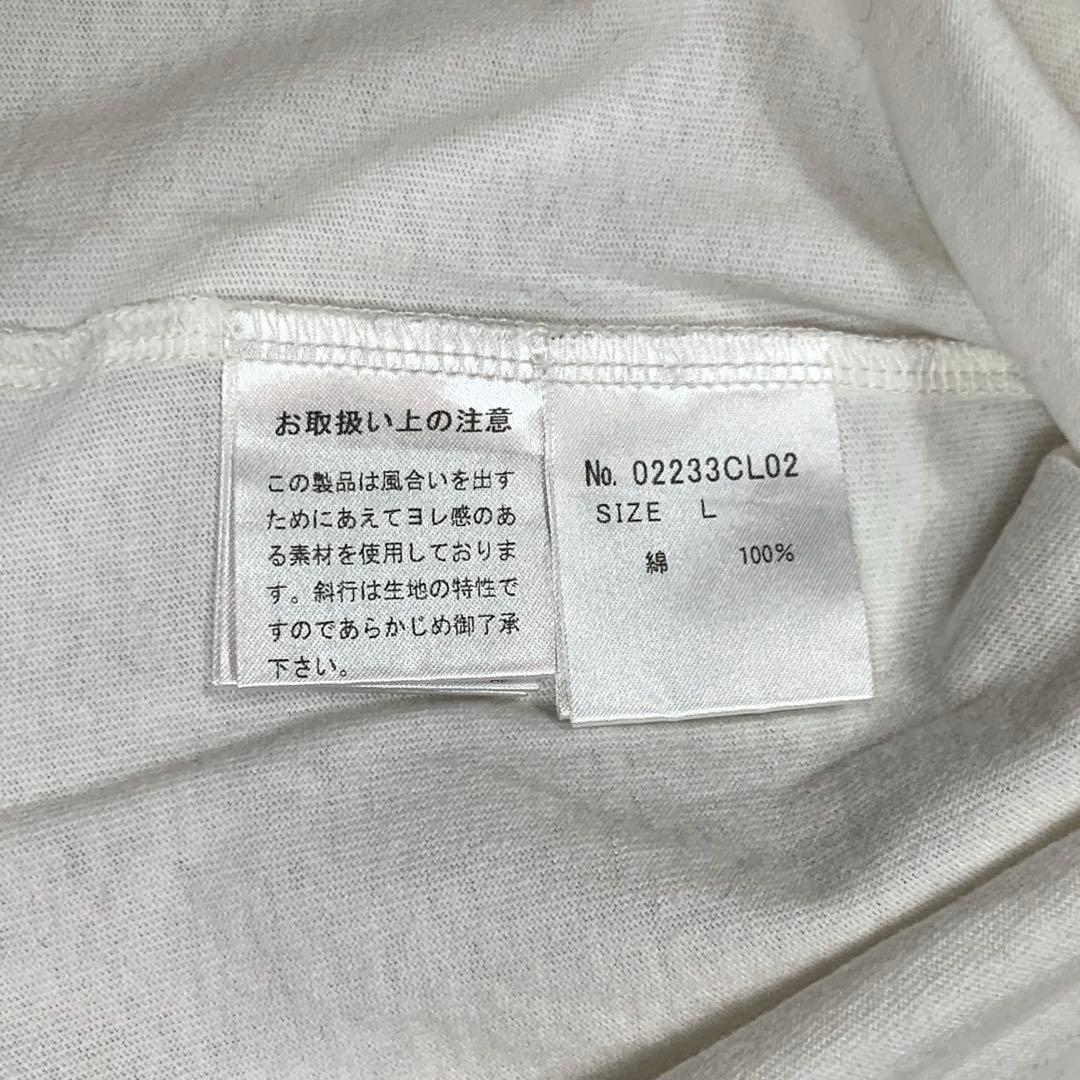 お取扱い上の注意
この製品は風合いを出す
ためにあえてヨレ感のあ
る素材を使用しておりま
す。斜行は生地の特性で
すのであらかじめ御了承
下さい。
No. 02233CL02
SIZE L
綿 100%